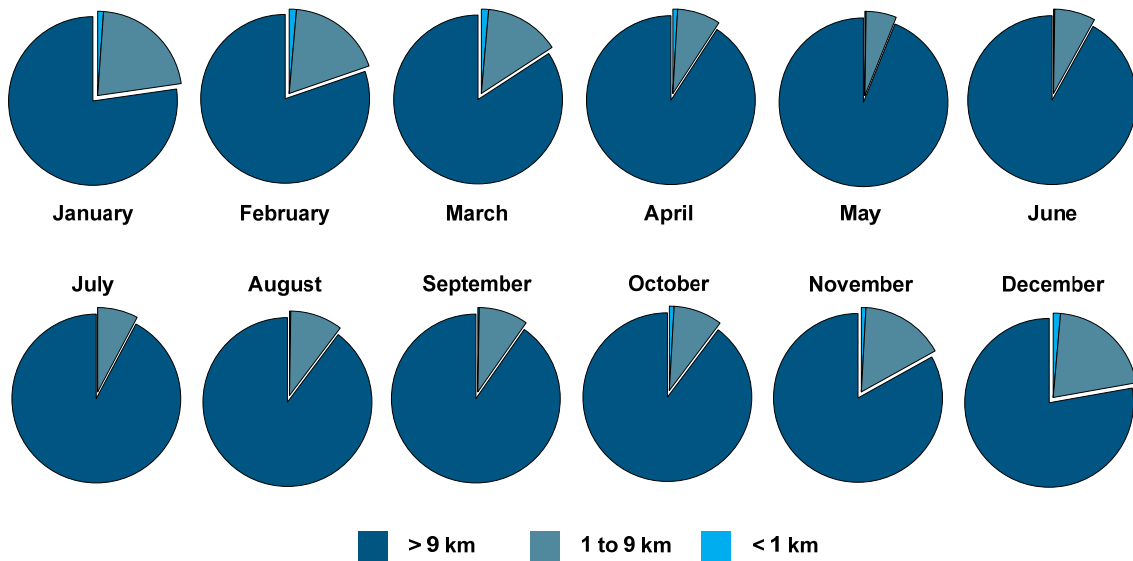 January February March April May June
July August September October November December
> 9 km 1 to 9 km < 1 km